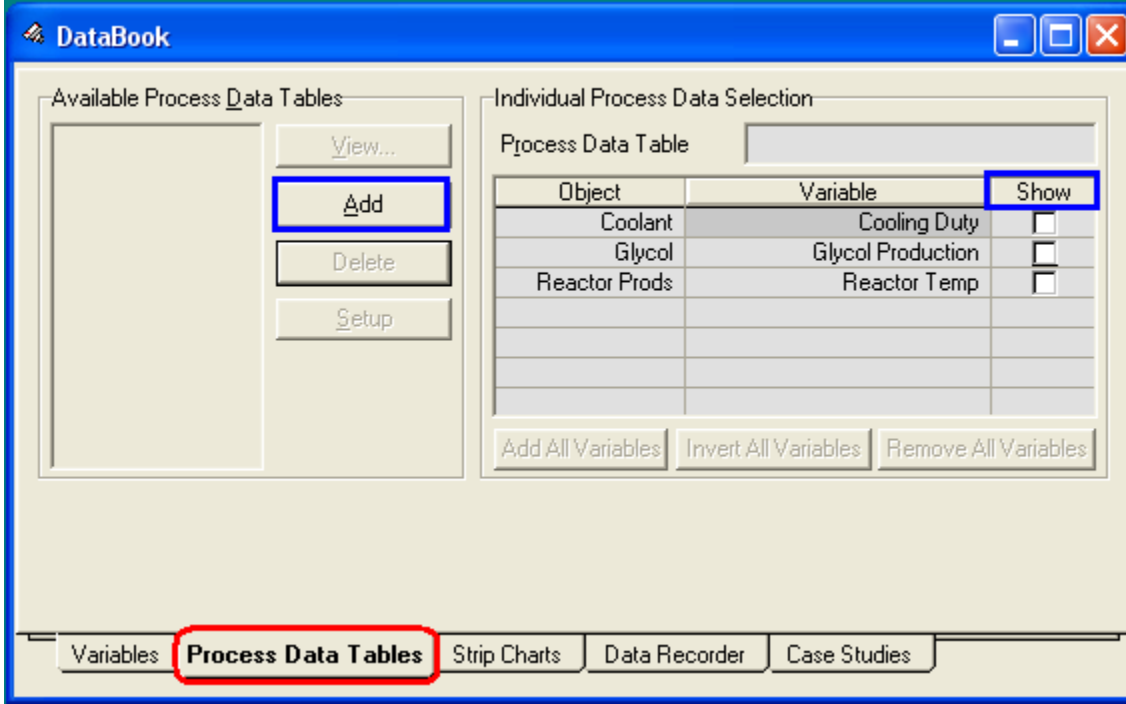 DataBook
Available Process Data Tables
View...
Add
Delete
Setup
Individual Process Data Selection
Process Data Table
Object Variable Show
Coolant Cooling Duty
Glycol Glycol Production
Reactor Prods Reactor Temp
Add All Variables Invert All Variables Remove All Variables
Variables Process Data Tables Strip Charts Data Recorder Case Studies